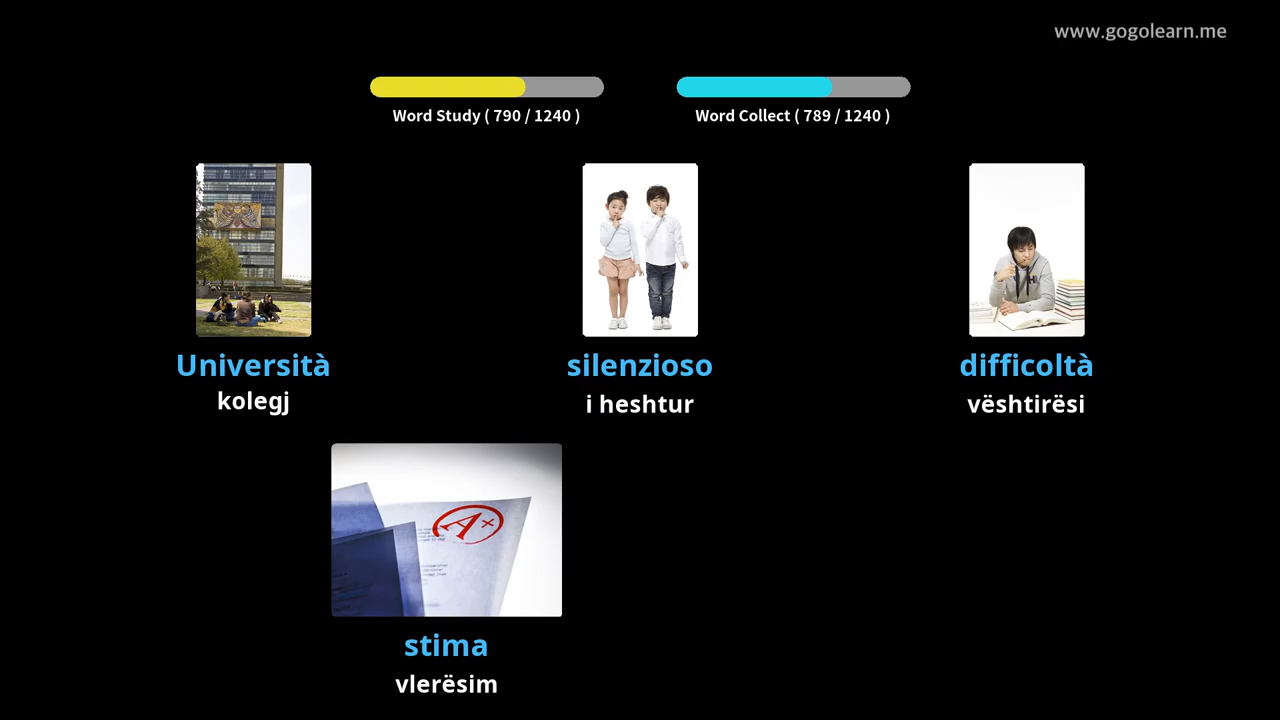 www.gogolearn.me
Word Study ( 790 / 1240 )
Word Collect ( 789 / 1240 )
Università
kolegj
silenzioso
i heshtur
difficoltà
vështirësi
A+
stima
vlerësim